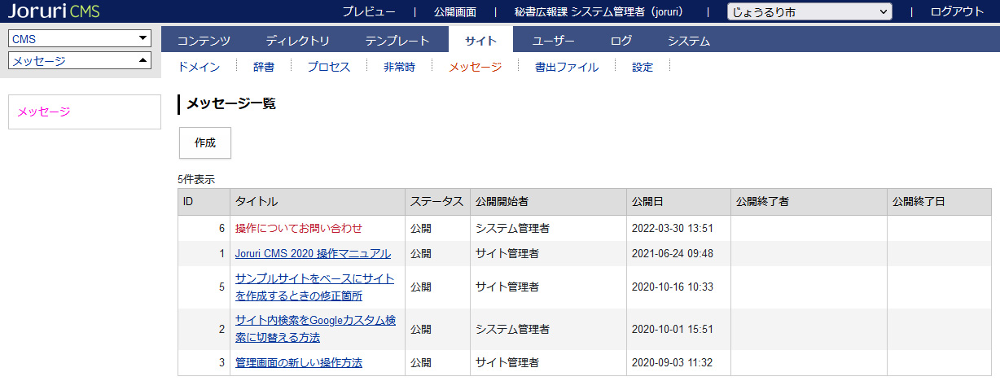 Joruri CMS
プレビュー | 公開画面 | 秘書広報課 システム管理者（joruri） | じょうるり市 | ログアウト
CMS
メッセージ
コンテンツ ディレクトリ テンプレート サイト ユーザー ログ システム
ドメイン 辞書 プロセス 非常時 メッセージ 書出ファイル 設定
メッセージ
メッセージ一覧
作成
5件表示
ID タイトル ステータス 公開開始者 公開日 公開終了者 公開終了日
6 操作についてお問い合わせ 公開 システム管理者 2022-03-30 13:51
1 Joruri CMS 2020 操作マニュアル 公開 サイト管理者 2021-06-24 09:48
5 サンプルサイトをベースにサイト 公開 サイト管理者 2020-10-16 10:33
を作成するときの修正箇所
2 サイト内検索をGoogleカスタム検 公開 システム管理者 2020-10-01 15:51
索に切替える方法
3 管理画面の新しい操作方法 公開 サイト管理者 2020-09-03 11:32